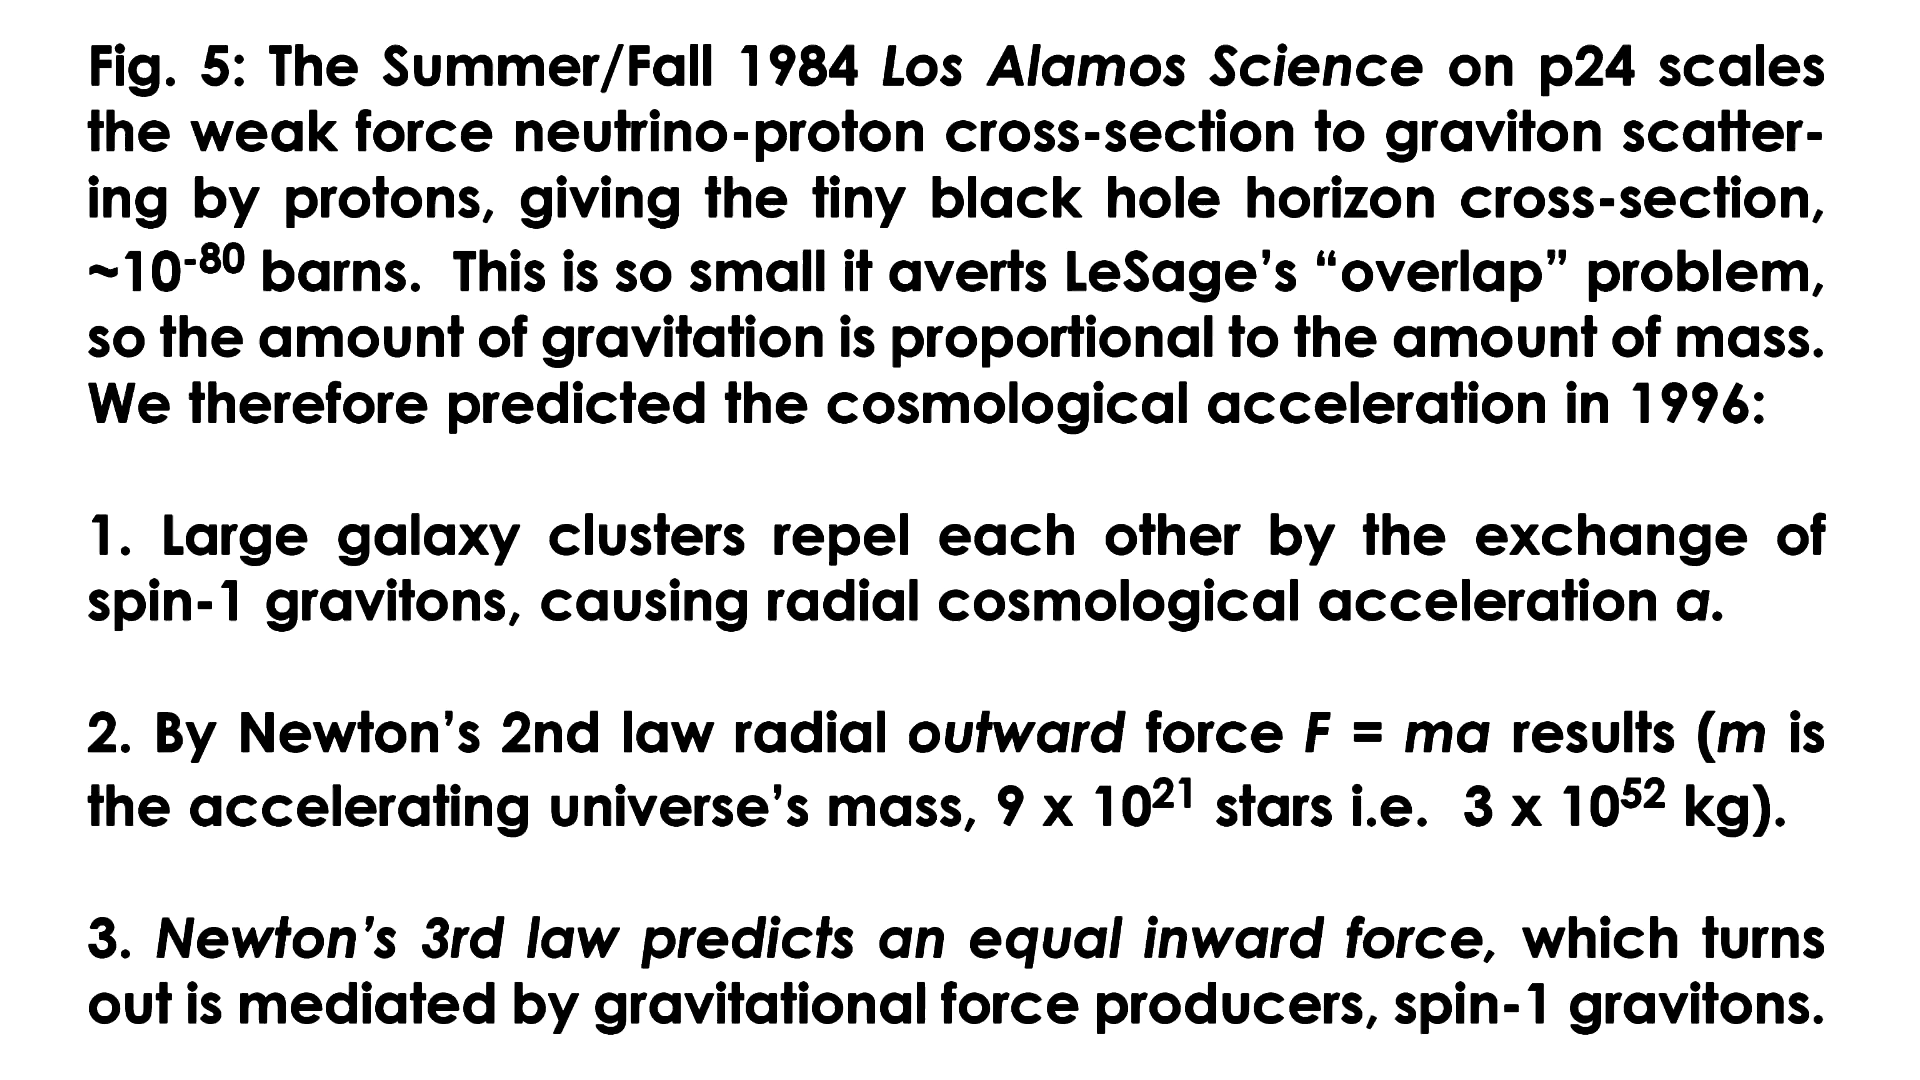 Fig. 5: The Summer/Fall 1984 Los Alamos Science on p24 scales
the weak force neutrino-proton cross-section to graviton scatter-
ing by protons, giving the tiny black hole horizon cross-section,
~10⁻⁸⁰ barns. This is so small it averts LeSage’s “overlap” problem,
so the amount of gravitation is proportional to the amount of mass.
We therefore predicted the cosmological acceleration in 1996:
1. Large galaxy clusters repel each other by the exchange of
spin-1 gravitons, causing radial cosmological acceleration a.
2. By Newton’s 2nd law radial outward force F = ma results (m is
the accelerating universe’s mass, 9 x 10²¹ stars i.e. 3 x 10⁵² kg).
3. Newton’s 3rd law predicts an equal inward force, which turns
out is mediated by gravitational force producers, spin-1 gravitons.